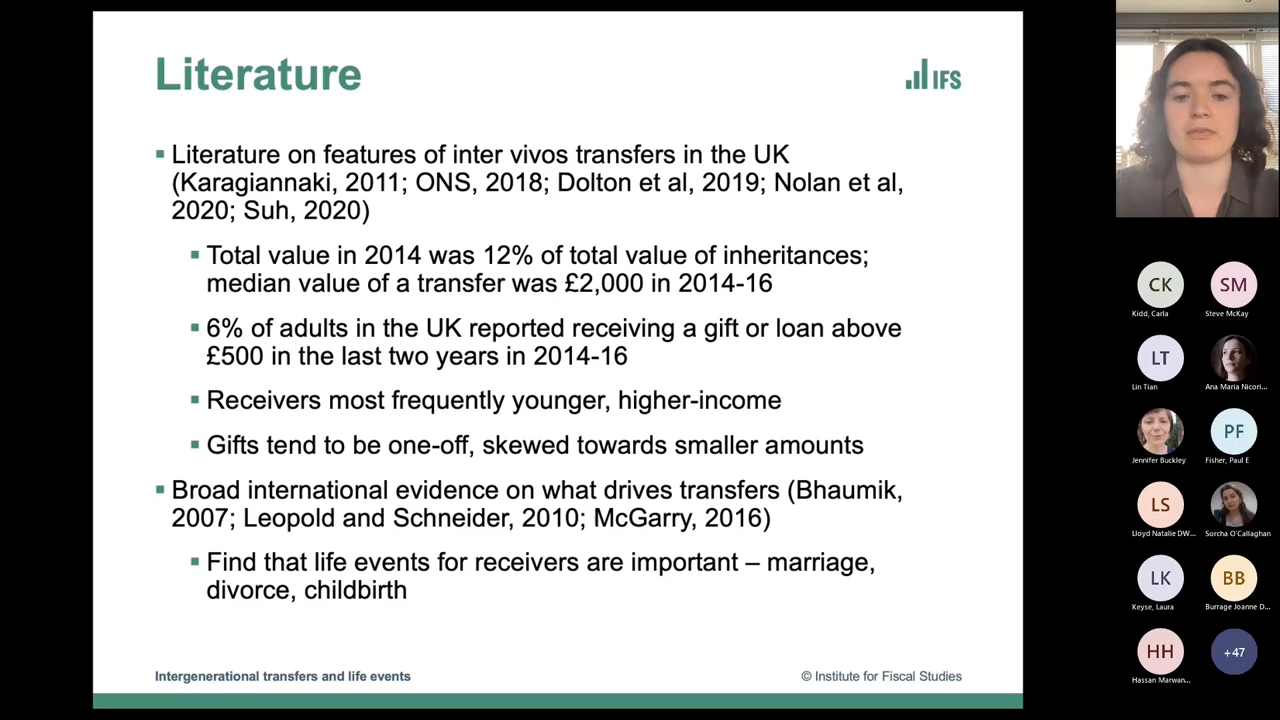 Literature
IFS
▪ Literature on features of inter vivos transfers in the UK
(Karagiannaki, 2011; ONS, 2018; Dolton et al, 2019; Nolan et al,
2020; Suh, 2020)
▪ Total value in 2014 was 12% of total value of inheritances;
median value of a transfer was £2,000 in 2014-16
▪ 6% of adults in the UK reported receiving a gift or loan above
£500 in the last two years in 2014-16
▪ Receivers most frequently younger, higher-income
▪ Gifts tend to be one-off, skewed towards smaller amounts
▪ Broad international evidence on what drives transfers (Bhaumik,
2007; Leopold and Schneider, 2010; McGarry, 2016)
▪ Find that life events for receivers are important – marriage,
divorce, childbirth
Intergenerational transfers and life events
© Institute for Fiscal Studies
CK
SM
Kidd, Carla
Steve McKay
LT
Lin Tian
Ana Maria Nicori...
PF
Jennifer Buckley
Fisher, Paul E
LS
Lloyd Natalie DW...
Sorcha O'Callaghan
LK
BB
Keyse, Laura
Burrage Joanne D...
HH
+47
Hassan Marwan...